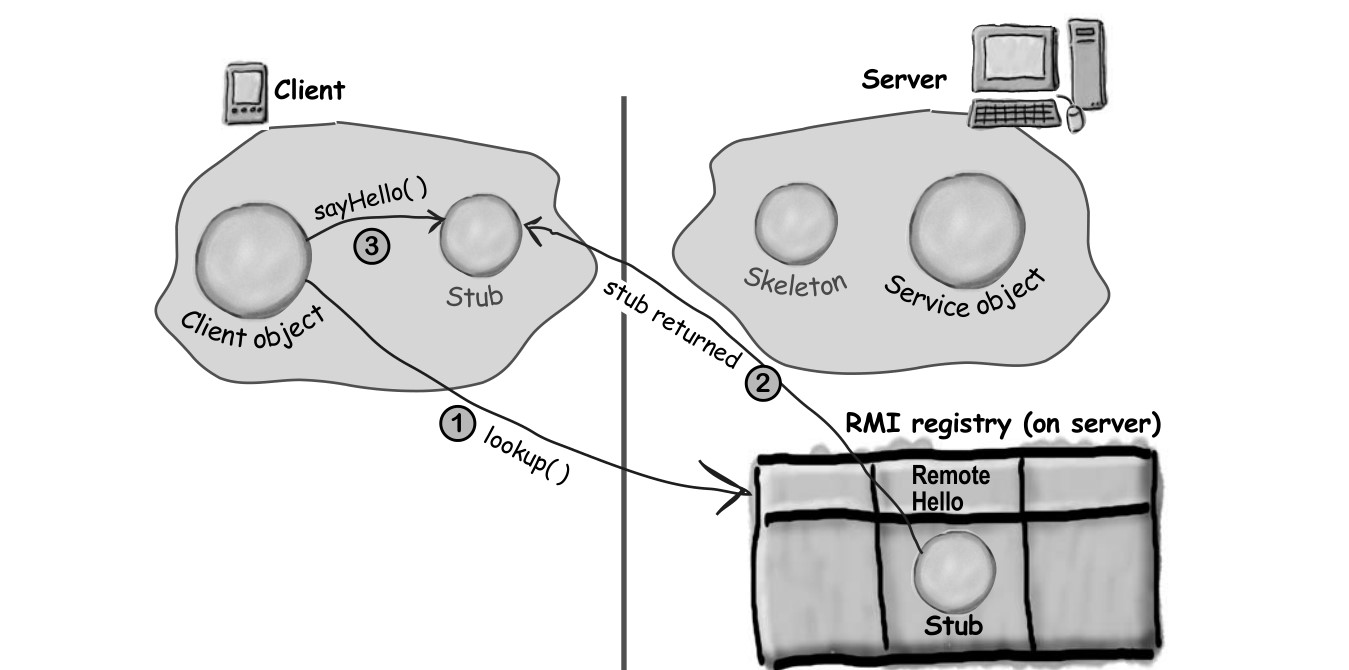 Client
Server
sayHello( )
3
Stub
Client object
Skeleton
Service object
stub returned
2
1
lookup( )
RMI registry (on server)
Remote
Hello
Stub